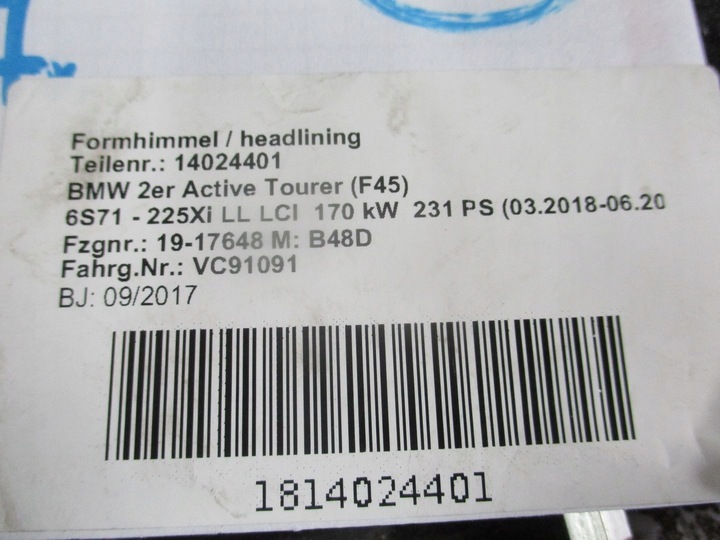 Formhimmel / headlining
Teilenr.: 14024401
BMW 2er Active Tourer (F45)
6S71 - 225Xi LL LCI 170 kW 231 PS (03.2018-06.20
Fzgnr.: 19-17648 M: B48D
Fahrg.Nr.: VC91091
BJ: 09/2017
1814024401